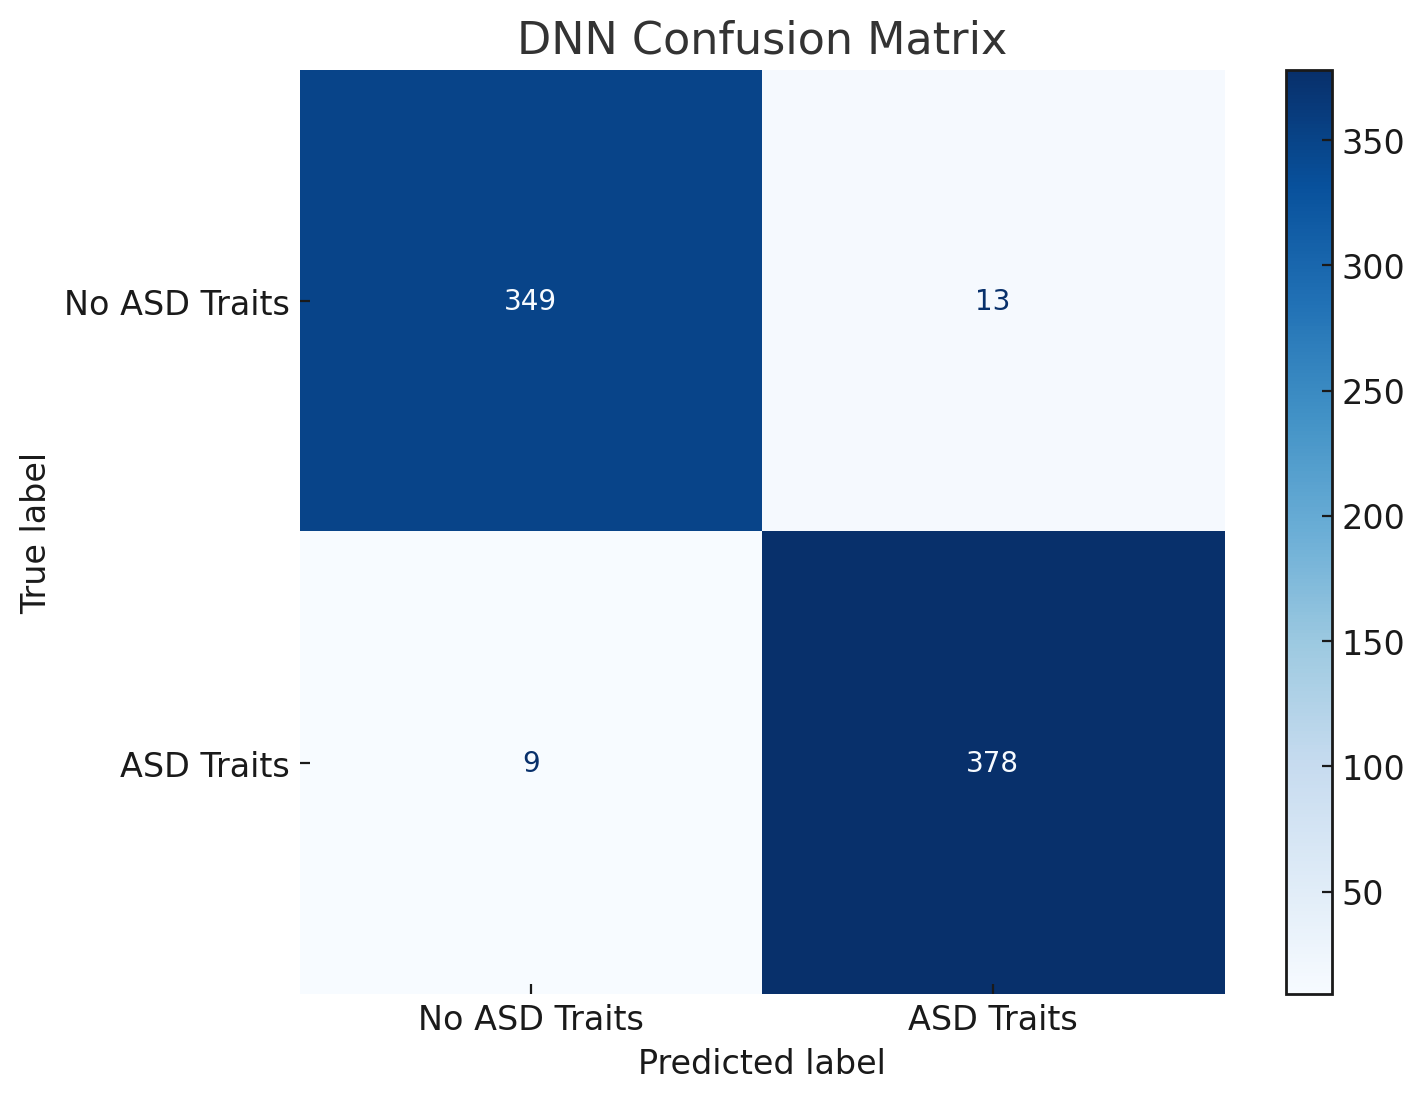 DNN Confusion Matrix
True label
No ASD Traits
ASD Traits
349
13
9
378
No ASD Traits
ASD Traits
Predicted label
350
300
250
200
150
100
50